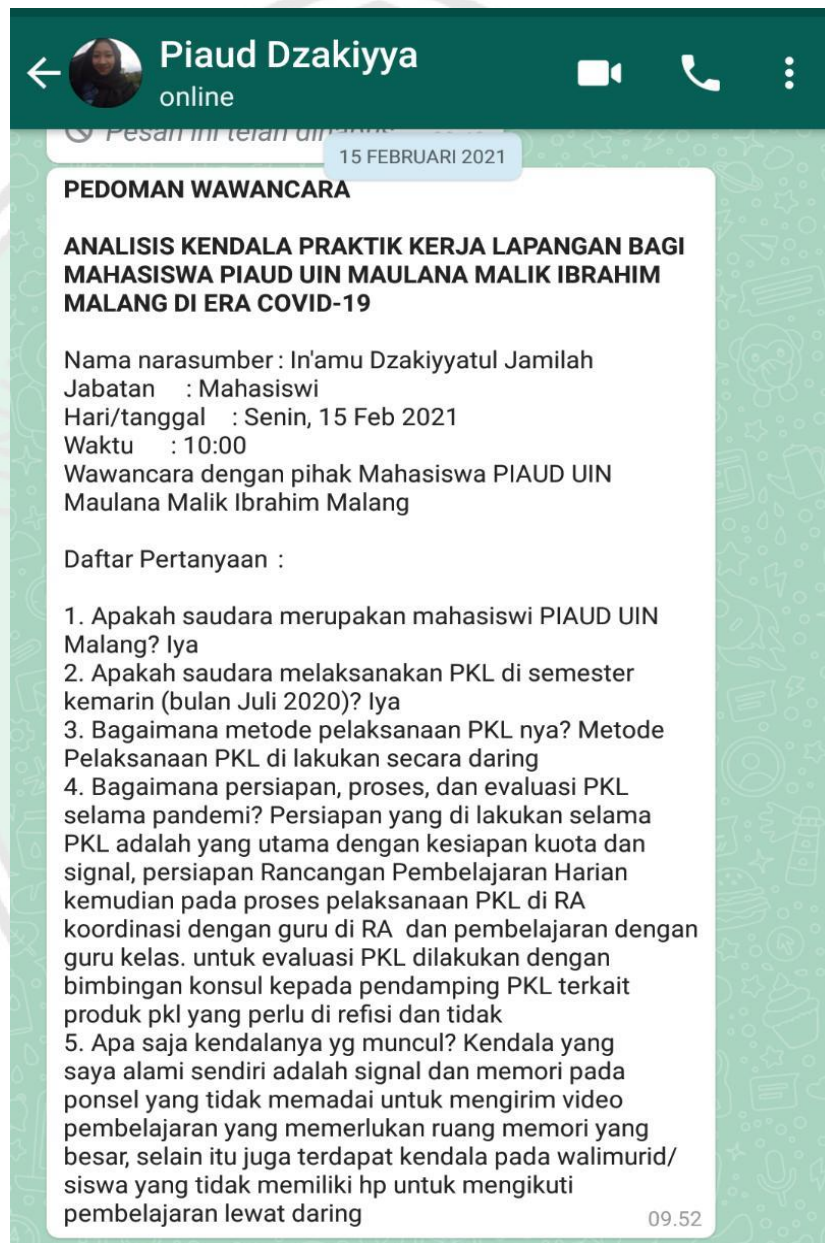 Piaud Dzakiyya
online
Pesan ini telah
15 FEBRUARI 2021
PEDOMAN WAWANCARA
ANALISIS KENDALA PRAKTIK KERJA LAPANGAN BAGI
MAHASISWA PIAUD UIN MAULANA MALIK IBRAHIM
MALANG DI ERA COVID-19
Nama narasumber : In'amu Dzakiyyatul Jamilah
Jabatan : Mahasiswi
Hari/tanggal : Senin, 15 Feb 2021
Waktu : 10:00
Wawancara dengan pihak Mahasiswa PIAUD UIN
Maulana Malik Ibrahim Malang
Daftar Pertanyaan :
1. Apakah saudara merupakan mahasiswi PIAUD UIN
Malang? Iya
2. Apakah saudara melaksanakan PKL di semester
kemarin (bulan Juli 2020)? Iya
3. Bagaimana metode pelaksanaan PKL nya? Metode
Pelaksanaan PKL di lakukan secara daring
4. Bagaimana persiapan, proses, dan evaluasi PKL
selama pandemi? Persiapan yang di lakukan selama
PKL adalah yang utama dengan kesiapan kuota dan
signal, persiapan Rancangan Pembelajaran Harian
kemudian pada proses pelaksanaan PKL di RA
koordinasi dengan guru di RA dan pembelajaran dengan
guru kelas. untuk evaluasi PKL dilakukan dengan
bimbingan konsul kepada pendamping PKL terkait
produk pkl yang perlu di refisi dan tidak
5. Apa saja kendalanya yg muncul? Kendala yang
saya alami sendiri adalah signal dan memori pada
ponsel yang tidak memadai untuk mengirim video
pembelajaran yang memerlukan ruang memori yang
besar, selain itu juga terdapat kendala pada walimurid/
siswa yang tidak memiliki hp untuk mengikuti
pembelajaran lewat daring
09.52